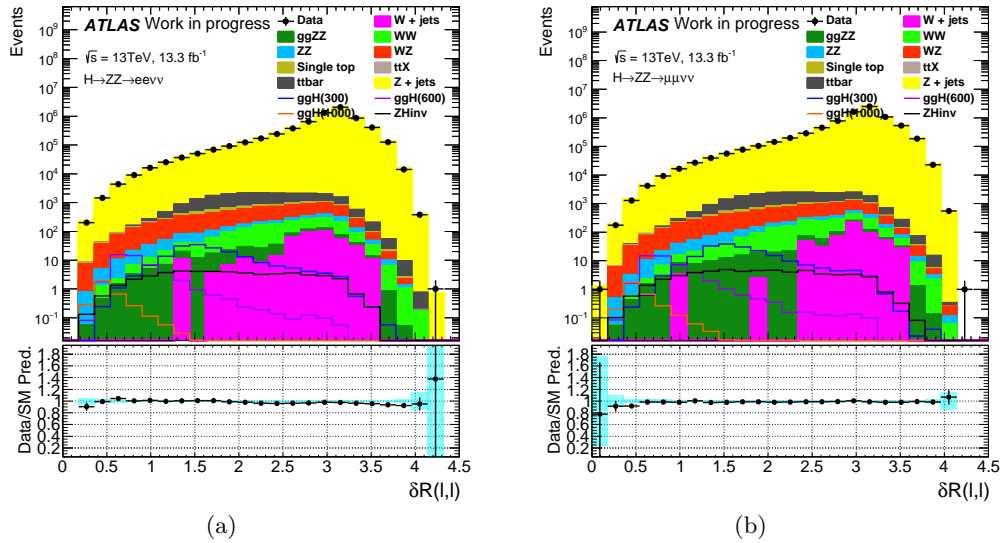 Events
10⁹
10⁸
10⁷
10⁶
10⁵
10⁴
10³
10²
10
1
10⁻¹
ATLAS Work in progress
√s = 13TeV, 13.3 fb⁻¹
H→ZZ→eeνν
Data
ggZZ
ZZ
Single top
ttbar
ggH(300)
ggH(1000)
W + jets
WW
WZ
ttX
Z + jets
ggH(600)
ZHinv
Data/SM Pred.
1.8
1.6
1.4
1.2
1
0.8
0.6
0.4
0.2
0 0.5 1 1.5 2 2.5 3 3.5 4 4.5
δR(l,l)
(a)
Events
10⁹
10⁸
10⁷
10⁶
10⁵
10⁴
10³
10²
10
1
10⁻¹
ATLAS Work in progress
√s = 13TeV, 13.3 fb⁻¹
H→ZZ→μμνν
Data
ggZZ
ZZ
Single top
ttbar
ggH(300)
ggH(1000)
W + jets
WW
WZ
ttX
Z + jets
ggH(600)
ZHinv
Data/SM Pred.
1.8
1.6
1.4
1.2
1
0.8
0.6
0.4
0.2
0 0.5 1 1.5 2 2.5 3 3.5 4 4.5
δR(l,l)
(b)